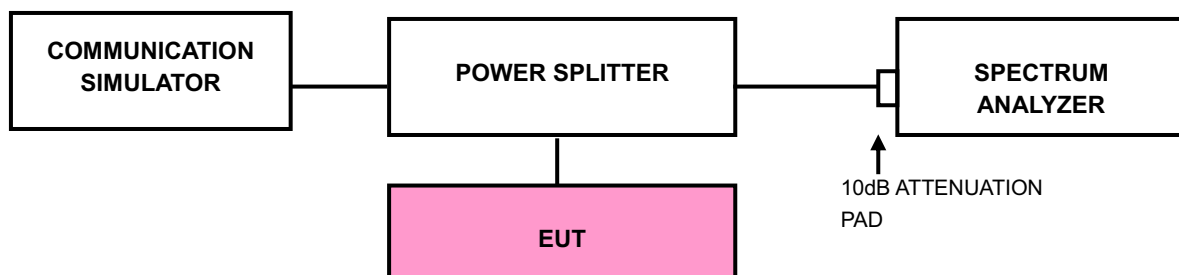 COMMUNICATION
SIMULATOR
POWER SPLITTER
SPECTRUM
ANALYZER
10dB ATTENUATION
PAD
EUT